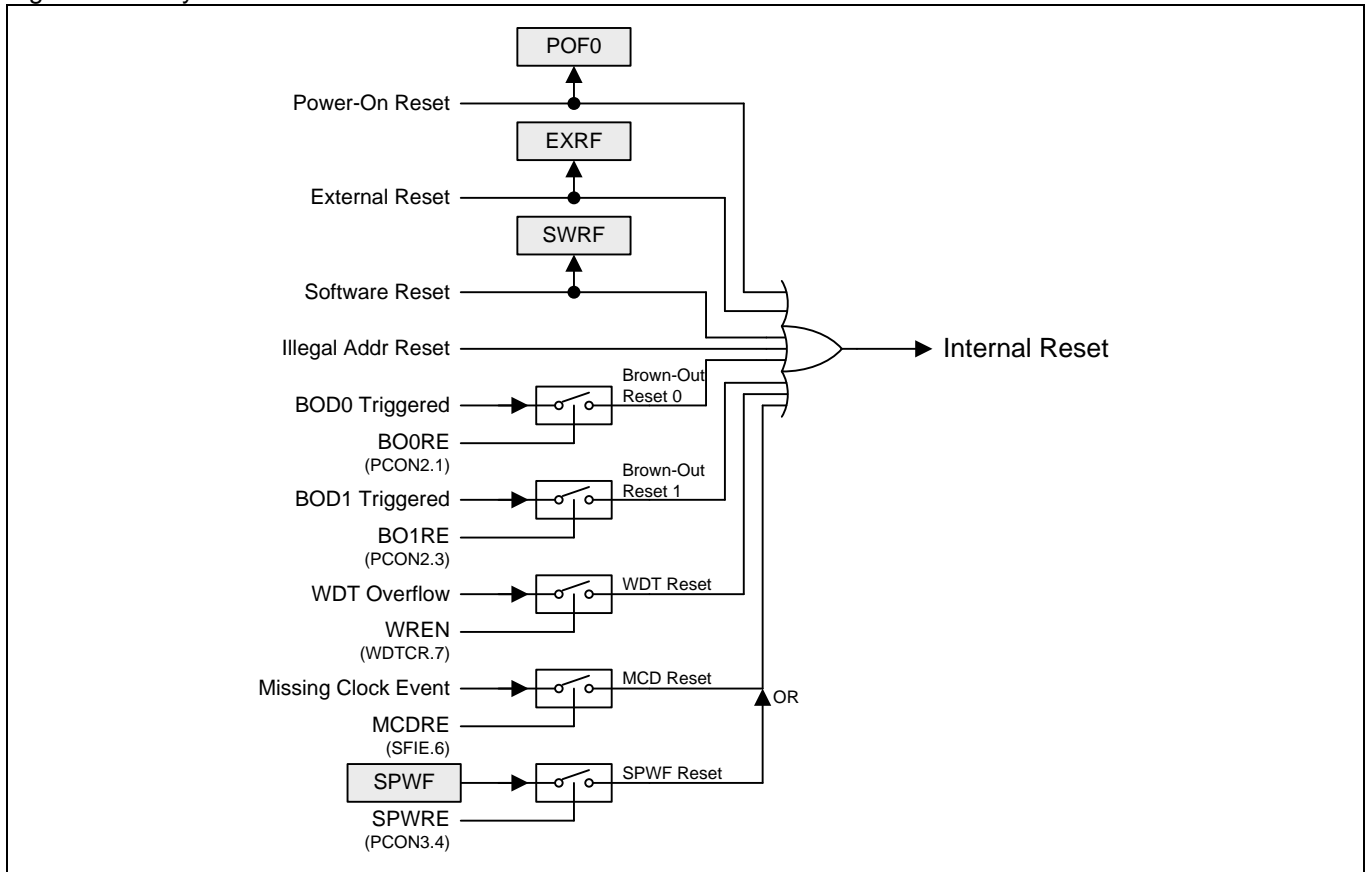 POF0
Power-On Reset
EXRF
External Reset
SWRF
Software Reset
Illegal Addr Reset
Internal Reset
Brown-Out
Reset 0
BOD0 Triggered
BO0RE
(PCON2.1)
Brown-Out
Reset 1
BOD1 Triggered
BO1RE
(PCON2.3)
WDT Overflow
WDT Reset
WREN
(WDTCR.7)
Missing Clock Event
MCD Reset
OR
MCDRE
(SFIE.6)
SPWF
SPWF Reset
SPWRE
(PCON3.4)